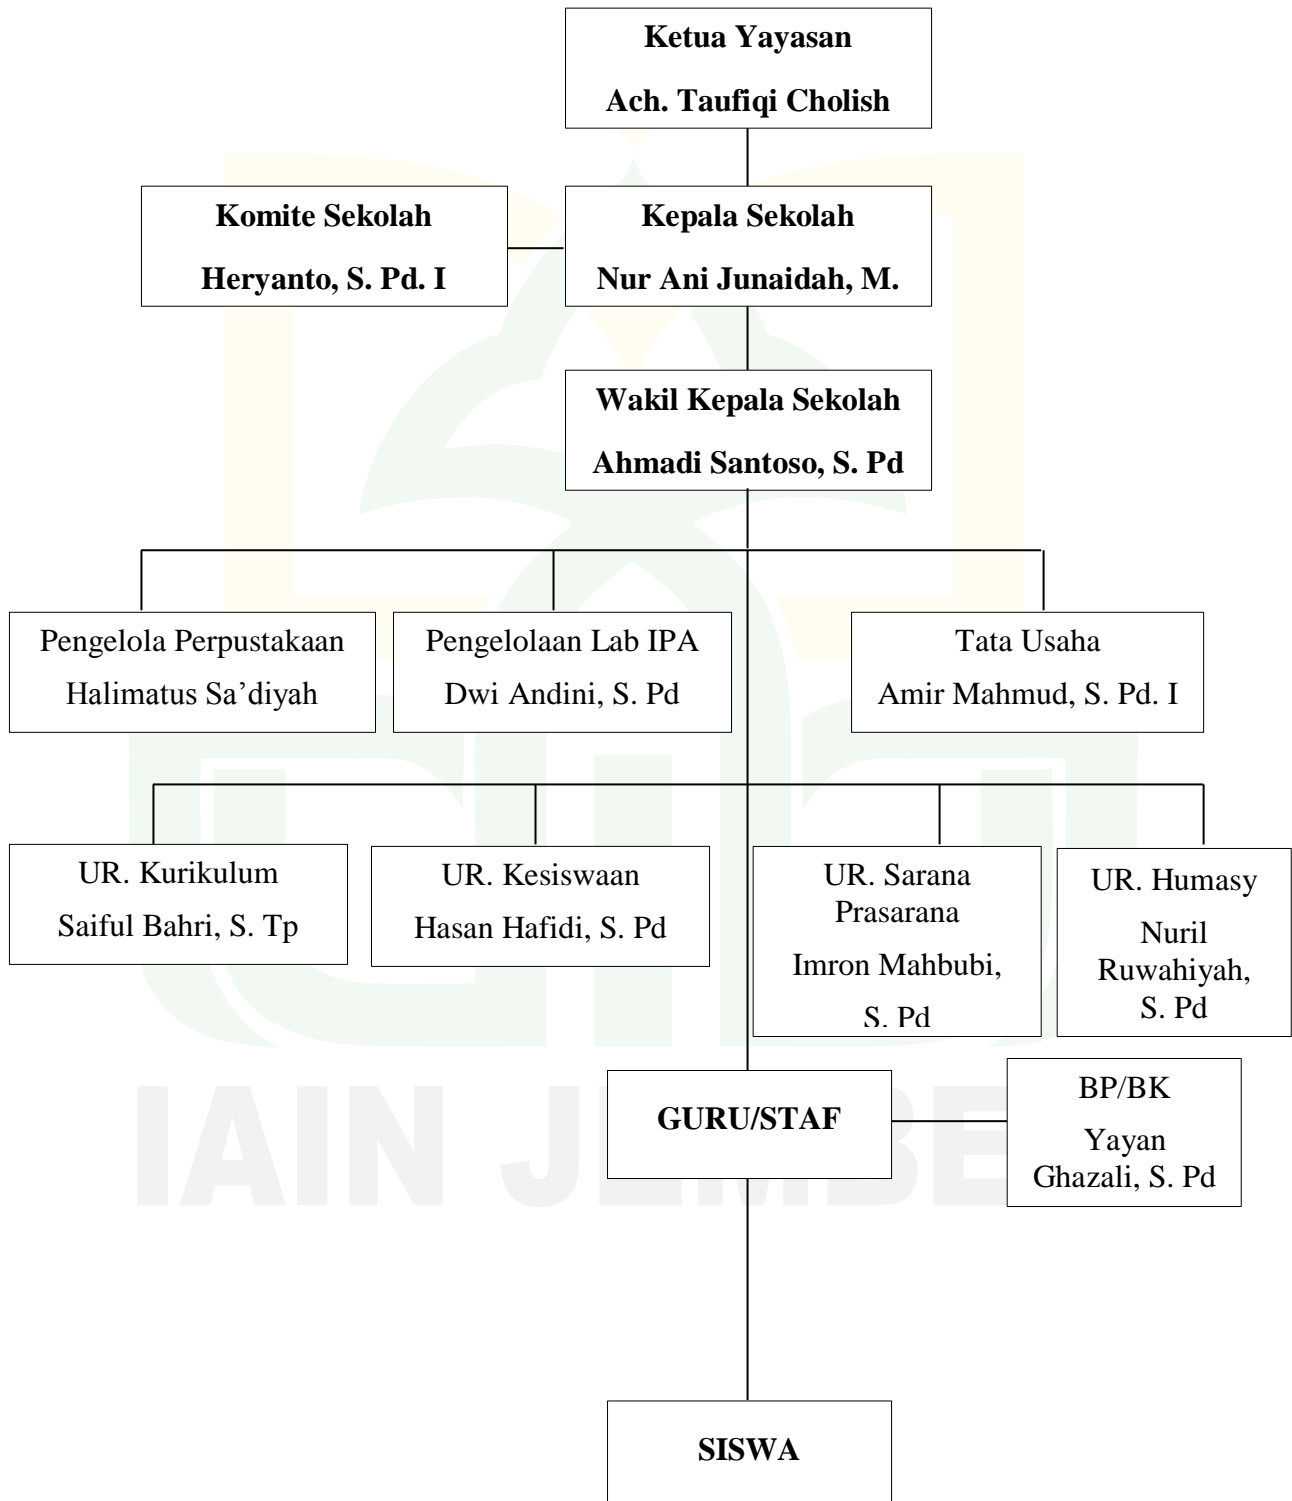 Ketua Yayasan
Ach. Taufiqi Cholish
Komite Sekolah
Heryanto, S. Pd. I
Kepala Sekolah
Nur Ani Junaidah, M.
Wakil Kepala Sekolah
Ahmadi Santoso, S. Pd
Pengelola Perpustakaan
Halimatus Sa’diyah
Pengelolaan Lab IPA
Dwi Andini, S. Pd
Tata Usaha
Amir Mahmud, S. Pd. I
UR. Kurikulum
Saiful Bahri, S. Tp
UR. Kesiswaan
Hasan Hafidi, S. Pd
UR. Sarana
Prasarana
Imron Mahbubi,
S. Pd
UR. Humasy
Nuril
Ruwahiyah,
S. Pd
GURU/STAF
BP/BK
Yayan
Ghazali, S. Pd
IAIN JEMBE
SISWA